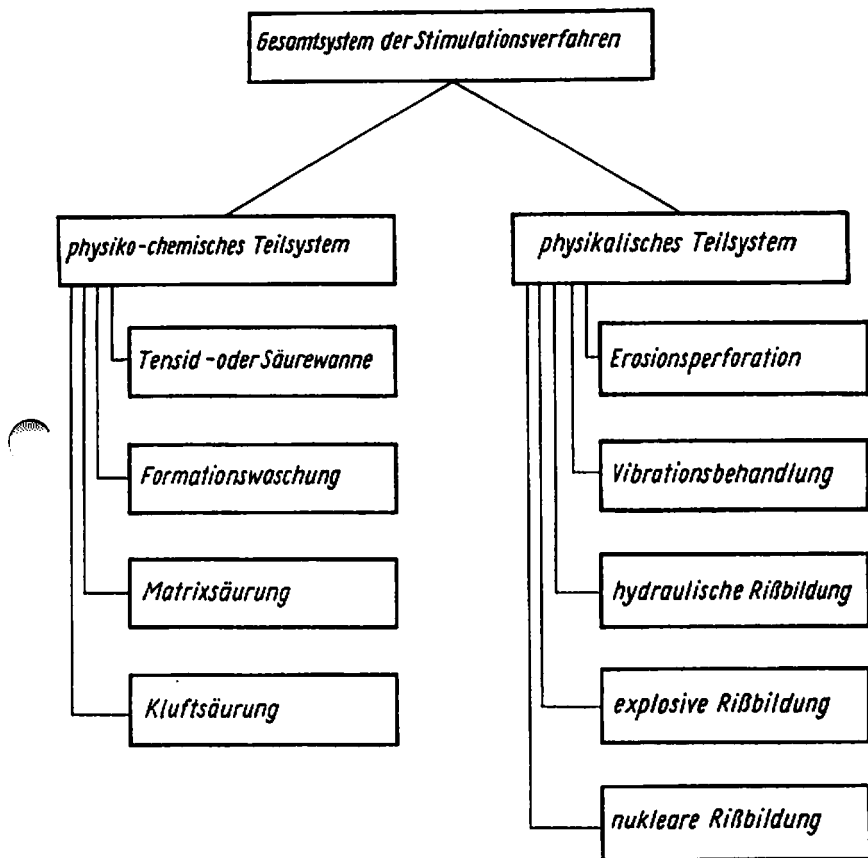 Gesamtsystem der Stimulationsverfahren
physiko-chemisches Teilsystem
Tensid-oder Säurewanne
Formationswaschung
Matrixsäurung
Kluftsäurung
physikalisches Teilsystem
Erosionsperforation
Vibrationsbehandlung
hydraulische Rißbildung
explosive Rißbildung
nukleare Rißbildung